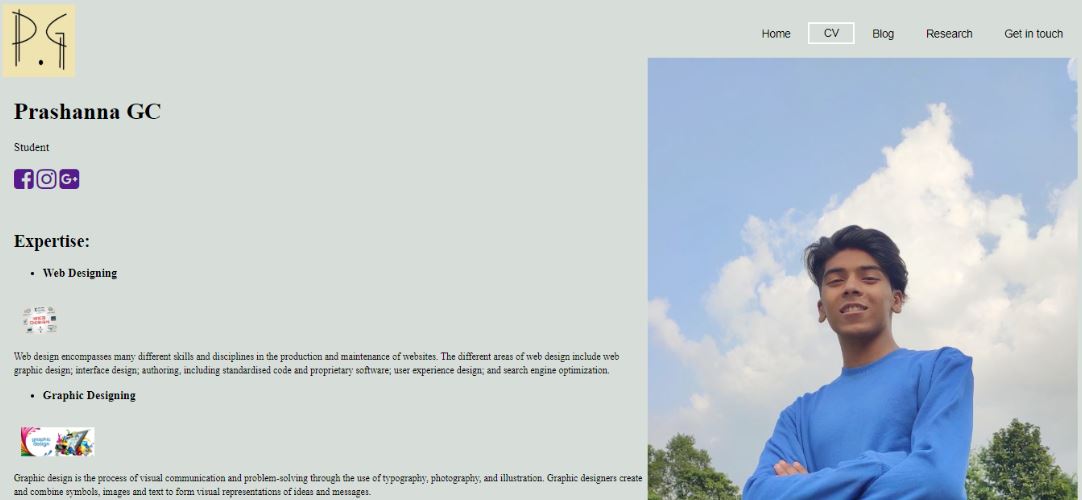 P.G
Home CV Blog Research Get in touch
Prashanna GC
Student
Expertise:
Web Designing
Web design encompasses many different skills and disciplines in the production and maintenance of websites. The different areas of web design include web
graphic design; interface design; authoring, including standardised code and proprietary software; user experience design; and search engine optimization.
Graphic Designing
graphic
design
Graphic design is the process of visual communication and problem-solving through the use of typography, photography, and illustration. Graphic designers create
and combine symbols, images and text to form visual representations of ideas and messages.